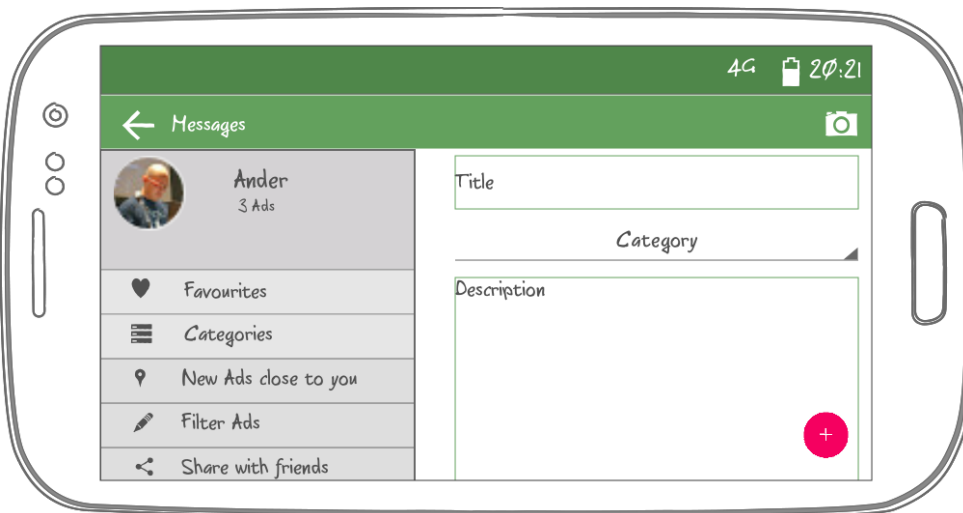 4G 20:21
Messages
Ander
3 Ads
Favourites
Categories
New Ads close to you
Filter Ads
Share with friends
Title
Category
Description
+